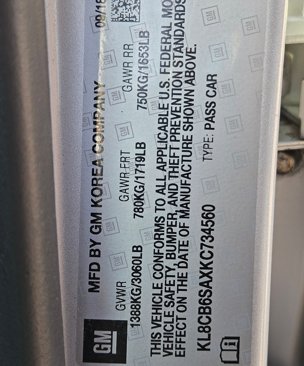 MFD BY GM KOREA COMPANY
09/18
GVWR
GAWR FRT
GAWR RR
1388KG/3060LB
780KG/1719LB
750KG/1653LB
THIS VEHICLE CONFORMS TO ALL APPLICABLE U.S. FEDERAL MO
VEHICLE SAFETY, BUMPER, AND THEFT PREVENTION STANDARDS
EFFECT ON THE DATE OF MANUFACTURE SHOWN ABOVE.
KL8CB6SAXKC734560
TYPE: PASS CAR
GM